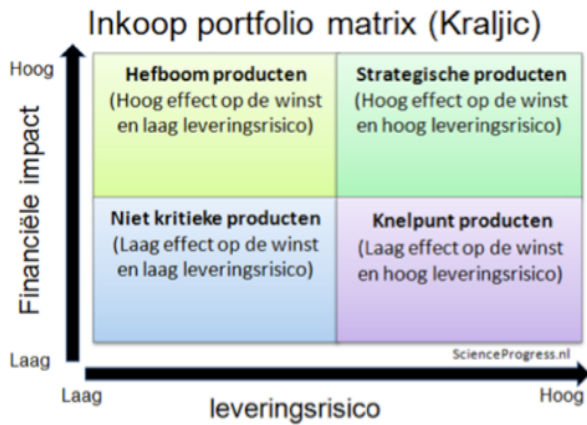 Inkoop portfolio matrix (Kraljic)
Hoog
Financiële impact
Laag
Hefboom producten
(Hoog effect op de winst
en laag leveringsrisico)
Strategische producten
(Hoog effect op de winst
en hoog leveringsrisico)
Niet kritieke producten
(Laag effect op de winst
en laag leveringsrisico)
Knelpunt producten
(Laag effect op de winst
en hoog leveringsrisico)
ScienceProgress.nl
Laag
leveringsrisico
Hoog